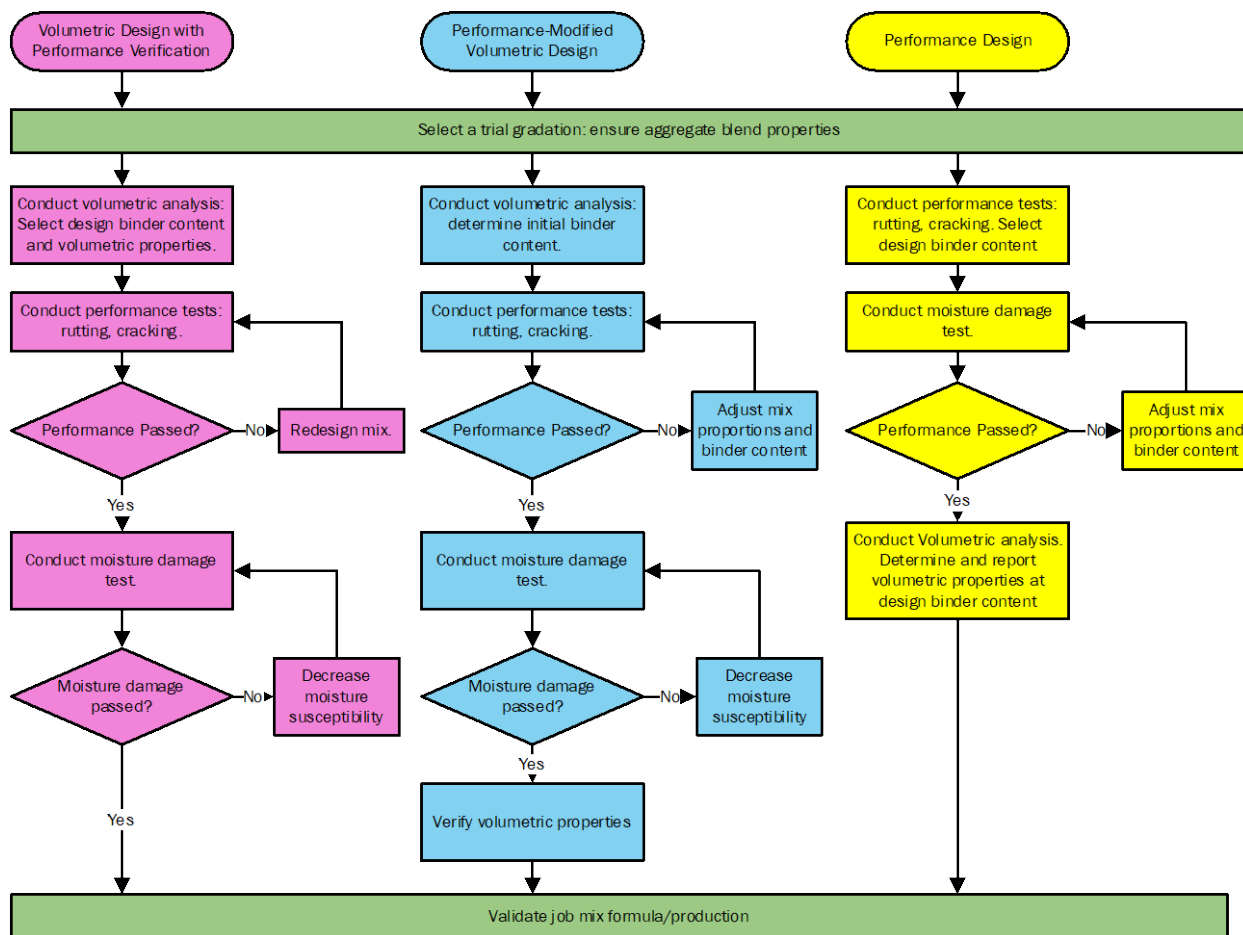 Volumetric Design with
Performance Verification
Performance-Modified
Volumetric Design
Performance Design
Select a trial gradation: ensure aggregate blend properties
Conduct volumetric analysis:
Select design binder content
and volumetric properties.
Conduct volumetric analysis:
determine initial binder
content.
Conduct performance tests:
rutting, cracking. Select
design binder content
Conduct performance tests:
rutting, cracking.
Conduct performance tests:
rutting, cracking.
Conduct moisture damage
test.
Performance Passed?
No
Redesign mix.
Performance Passed?
No
Adjust mix
proportions and
binder content
Performance Passed?
No
Adjust mix
proportions and
binder content
Yes
Yes
Yes
Conduct moisture damage
test.
Conduct moisture damage
test.
Conduct Volumetric analysis.
Determine and report
volumetric properties at
design binder content
Moisture damage
passed?
No
Decrease
moisture
susceptibility
Moisture damage
passed?
No
Decrease
moisture
susceptibility
Yes
Yes
Verify volumetric properties
Validate job mix formula/production